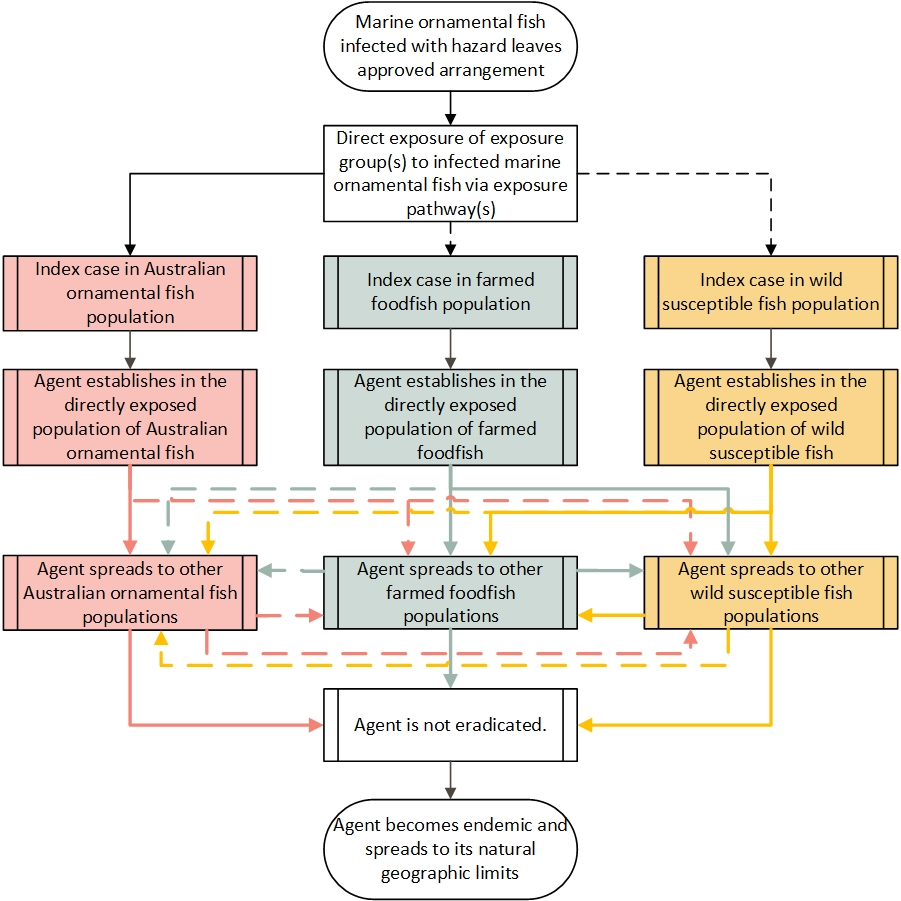 Marine ornamental fish
infected with hazard leaves
approved arrangement
Direct exposure of exposure
group(s) to infected marine
ornamental fish via exposure
pathway(s)
Index case in Australian
ornamental fish
population
Index case in farmed
foodfish population
Index case in wild
susceptible fish population
Agent establishes in the
directly exposed
population of Australian
ornamental fish
Agent establishes in the
directly exposed
population of farmed
foodfish
Agent establishes in the
directly exposed
population of wild
susceptible fish
Agent spreads to other
Australian ornamental fish
populations
Agent spreads to other
farmed foodfish
populations
Agent spreads to other
wild susceptible fish
populations
Agent is not eradicated.
Agent becomes endemic and
spreads to its natural
geographic limits